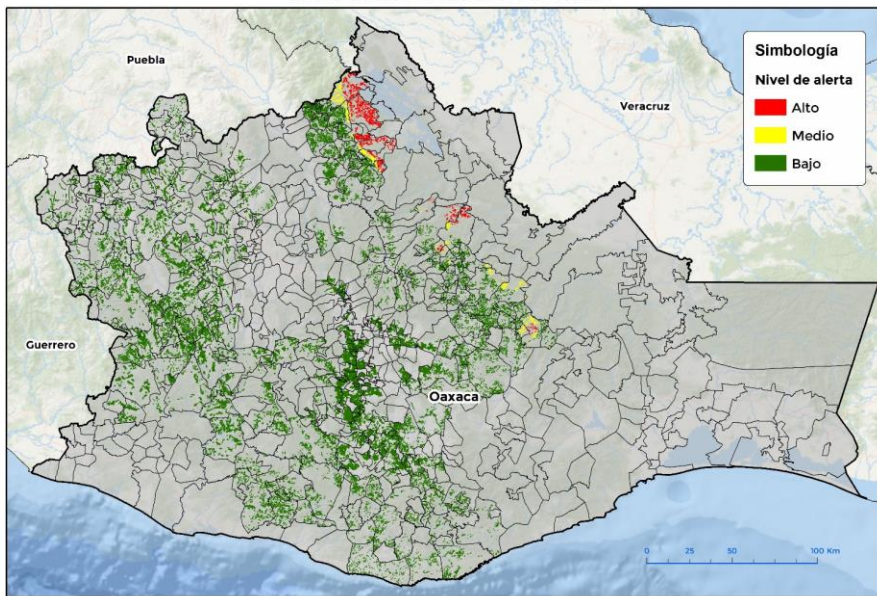 Puebla
Veracruz
Guerrero
Oaxaca
Simbología
Nivel de alerta
Alto
Medio
Bajo
0 25 50 100 Km